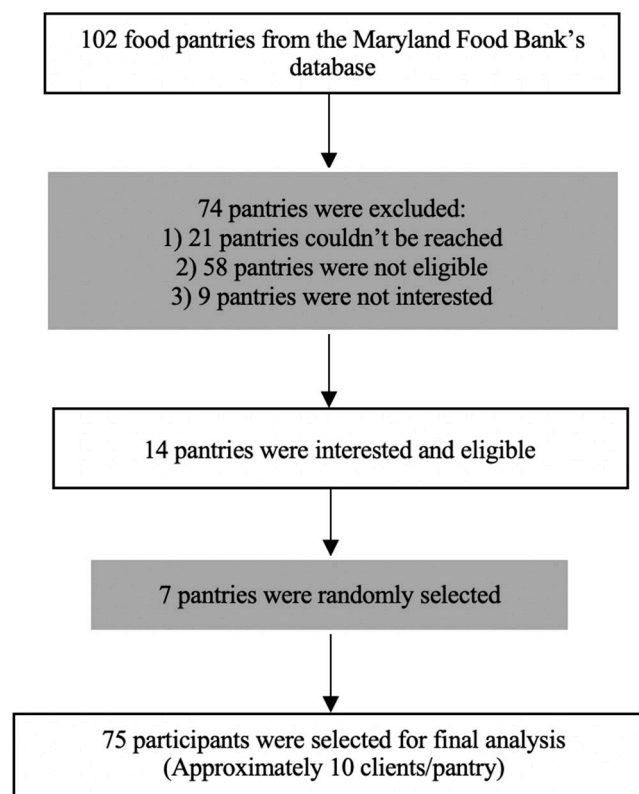 102 food pantries from the Maryland Food Bank's
database
74 pantries were excluded:
1) 21 pantries couldn't be reached
2) 58 pantries were not eligible
3) 9 pantries were not interested
14 pantries were interested and eligible
7 pantries were randomly selected
75 participants were selected for final analysis
(Approximately 10 clients/pantry)